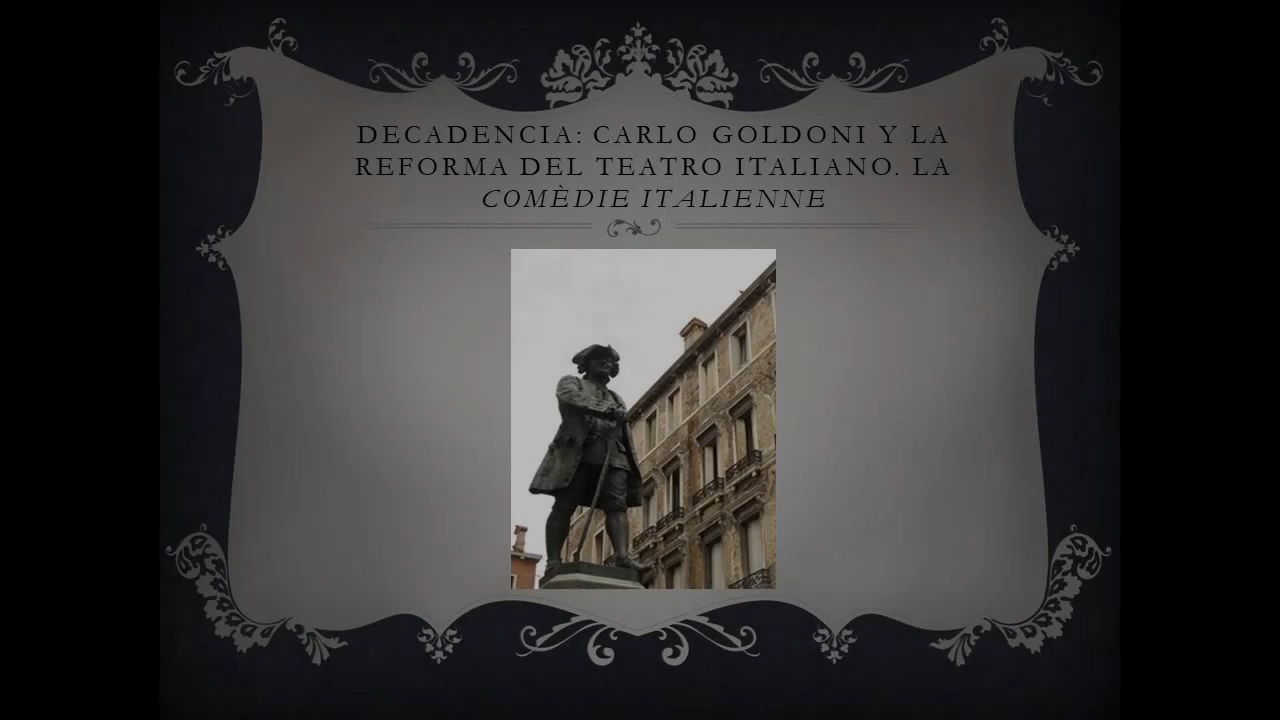 DECADENCIA: CARLO GOLDONI Y LA
REFORMA DEL TEATRO ITALIANO. LA
COMÈDIE ITALIENNE